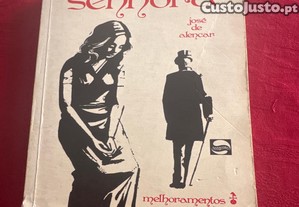 CustoJusto.pt
senhora
josé
de
alencar
melhoramentos